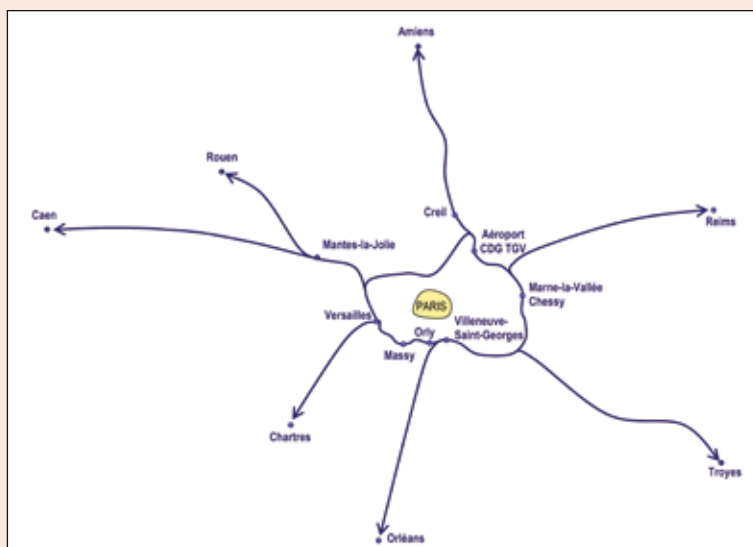 Amiens
Rouen
Caen
Creil
Reims
Aéroport
CDG TGV
Mantes-la-Jolie
Marne-la-Vallée
Chessy
PARIS
Versailles
Orly
Villeneuve-
Saint-Georges
Massy
Chartres
Troyes
Orléans